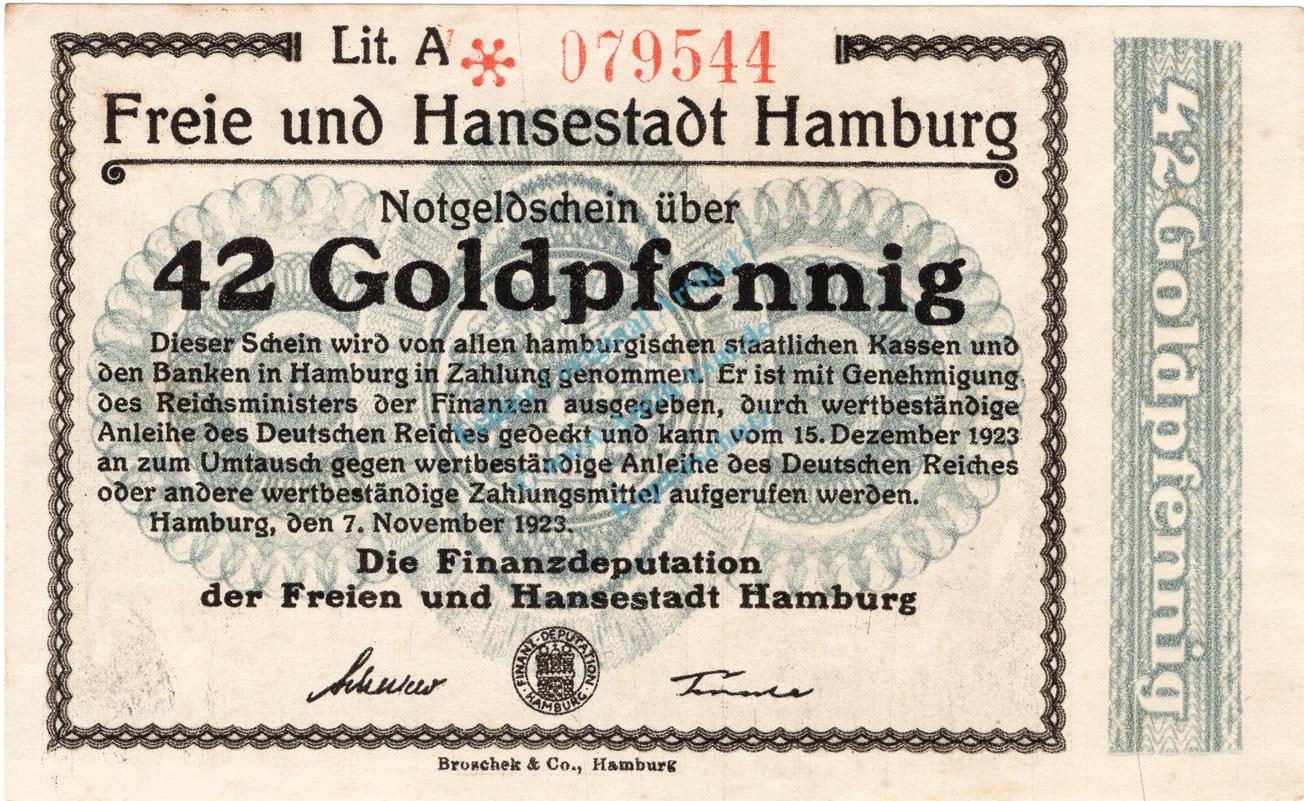 Lit. A * 079544
Freie und Hansestadt Hamburg
Notgeldschein über
42 Goldpfennig
Dieser Schein wird von allen hamburgischen staatlichen Kassen und
den Banken in Hamburg in Zahlung genommen. Er ist mit Genehmigung
des Reichsministers der Finanzen ausgegeben, durch wertbeständige
Anleihe des Deutschen Reiches gedeckt und kann vom 15. Dezember 1923
an zum Umtausch gegen wertbeständige Anleihe des Deutschen Reiches
oder andere wertbeständige Zahlungsmittel aufgerufen werden.
Hamburg, den 7. November 1923.
Die Finanzdeputation
der Freien und Hansestadt Hamburg
FINANZ-DEPUTATION
HAMBURG
Broschek & Co., Hamburg
42 Goldpfennig